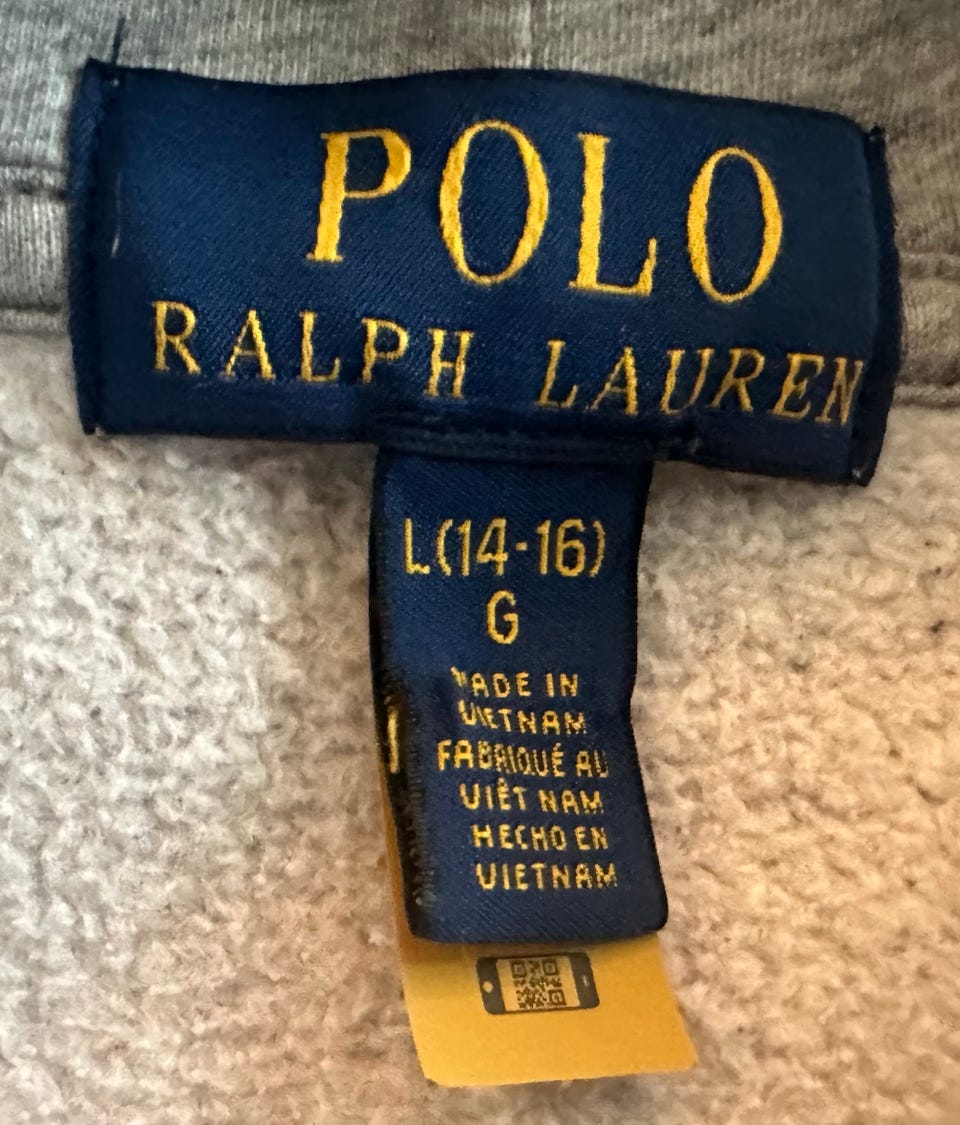 POLO
RALPH LAUREN
L(14-16)
G
MADE IN
VIETNAM
FABRIQUÉ AU
VIÊT NAM
HECHO EN
VIETNAM